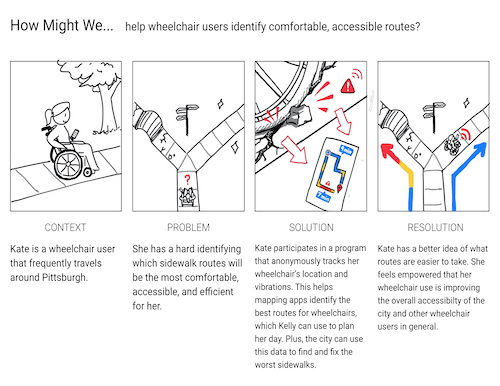 How Might We... help wheelchair users identify comfortable, accessible routes?
CONTEXT
Kate is a wheelchair user
that frequently travels
around Pittsburgh.
PROBLEM
She has a hard identifying
which sidewalk routes will
be the most comfortable,
accessible, and efficient
for her.
?
SOLUTION
Kate participates in a program
that anonymously tracks her
wheelchair's location and
vibrations. This helps
mapping apps identify the
best routes for wheelchairs,
which Kelly can use to plan
her day. Plus, the city can use
this data to find and fix the
worst sidewalks.
RESOLUTION
Kate has a better idea of what
routes are easier to take. She
feels empowered that her
wheelchair use is improving
the overall accessibilty of the
city and other wheelchair
users in general.